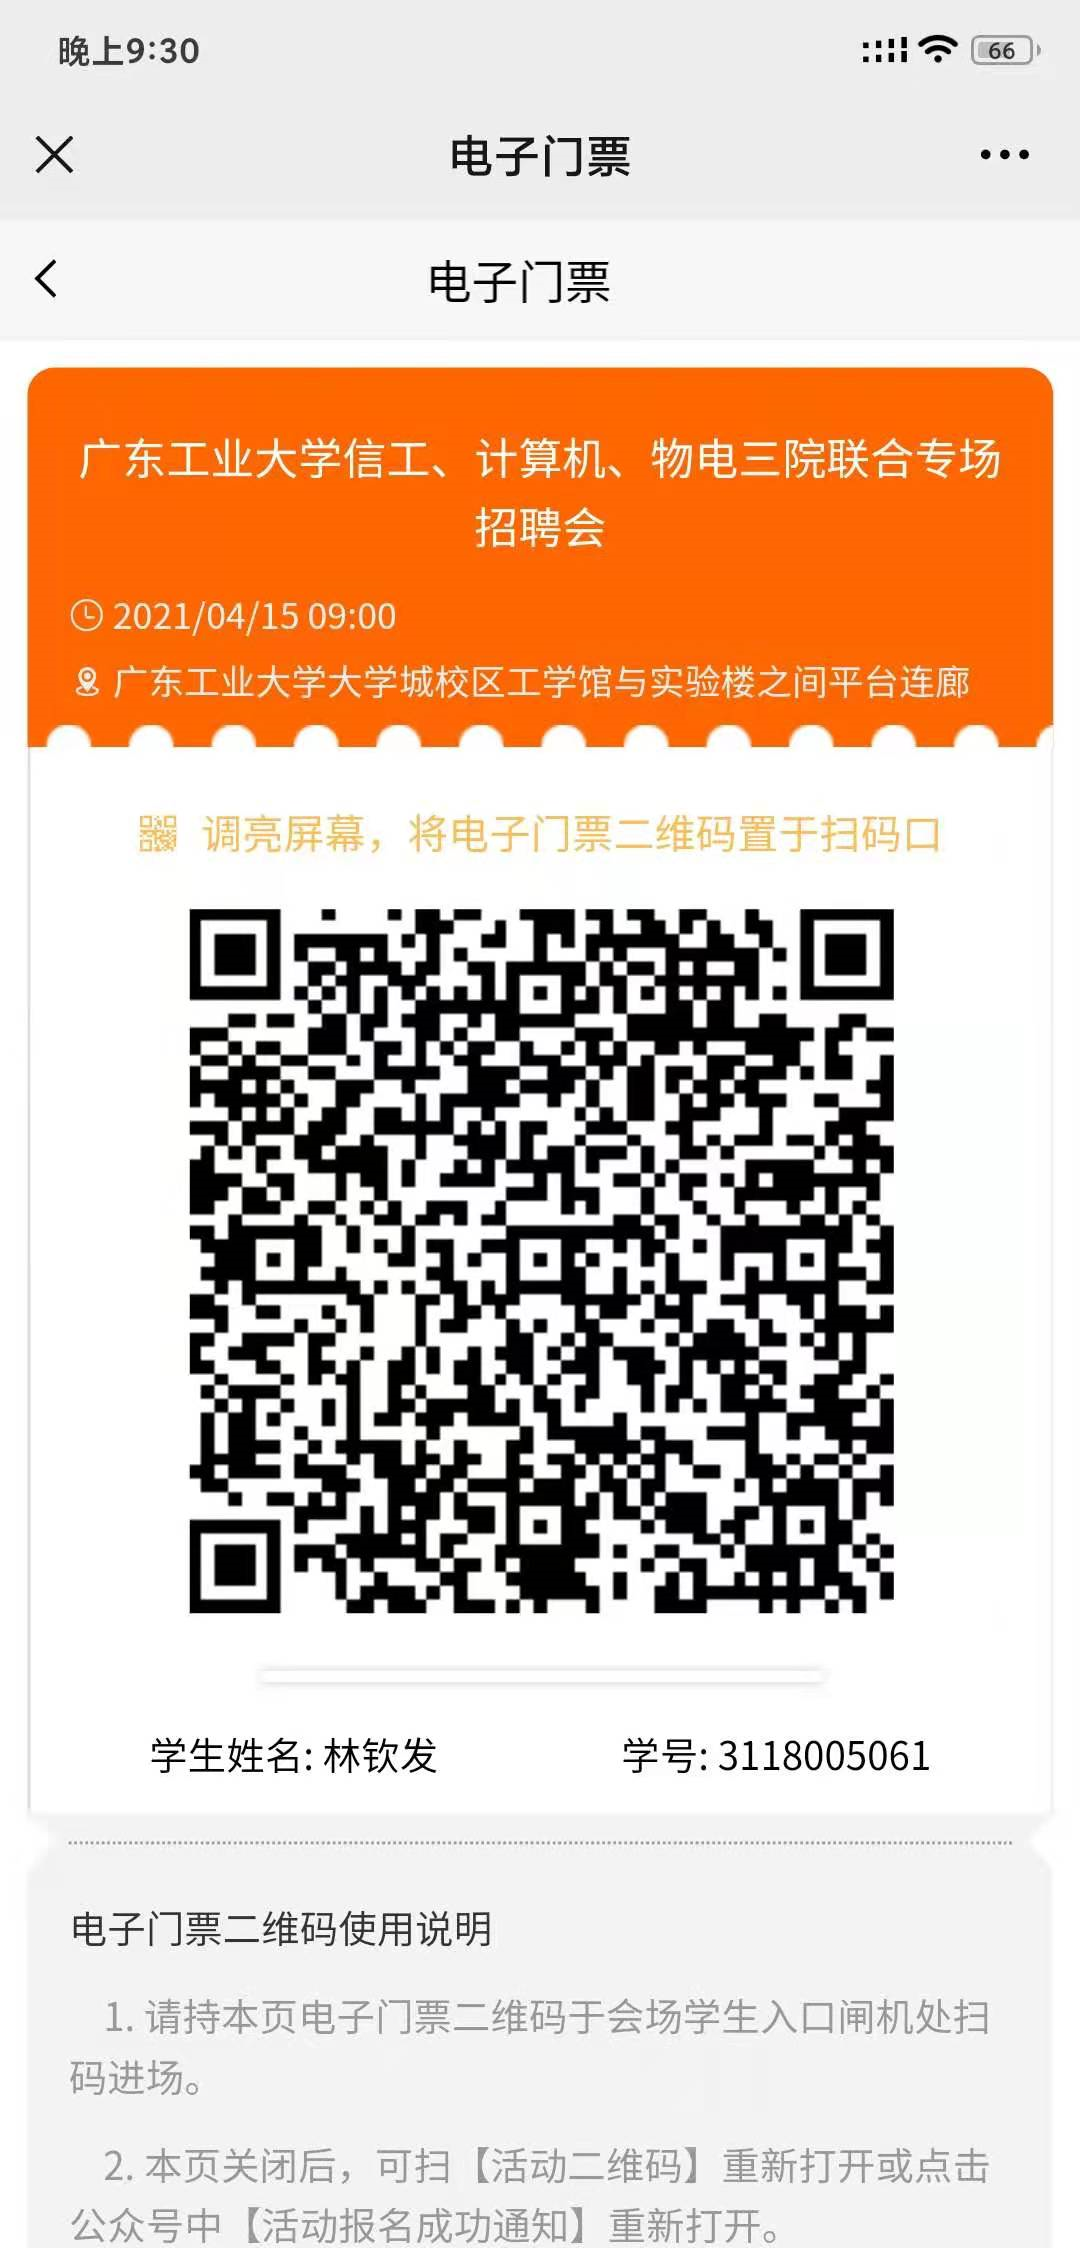 晚上9:30
66
电子门票
电子门票
广东工业大学信工、计算机、物电三院联合专场
招聘会
2021/04/15 09:00
广东工业大学大学城校区工学馆与实验楼之间平台连廊
调亮屏幕，将电子门票二维码置于扫码口
学生姓名: 林钦发
学号: 3118005061
电子门票二维码使用说明
1. 请持本页电子门票二维码于会场学生入口闸机处扫
码进场。
2. 本页关闭后，可扫【活动二维码】重新打开或点击
公众号中【活动报名成功通知】重新打开。